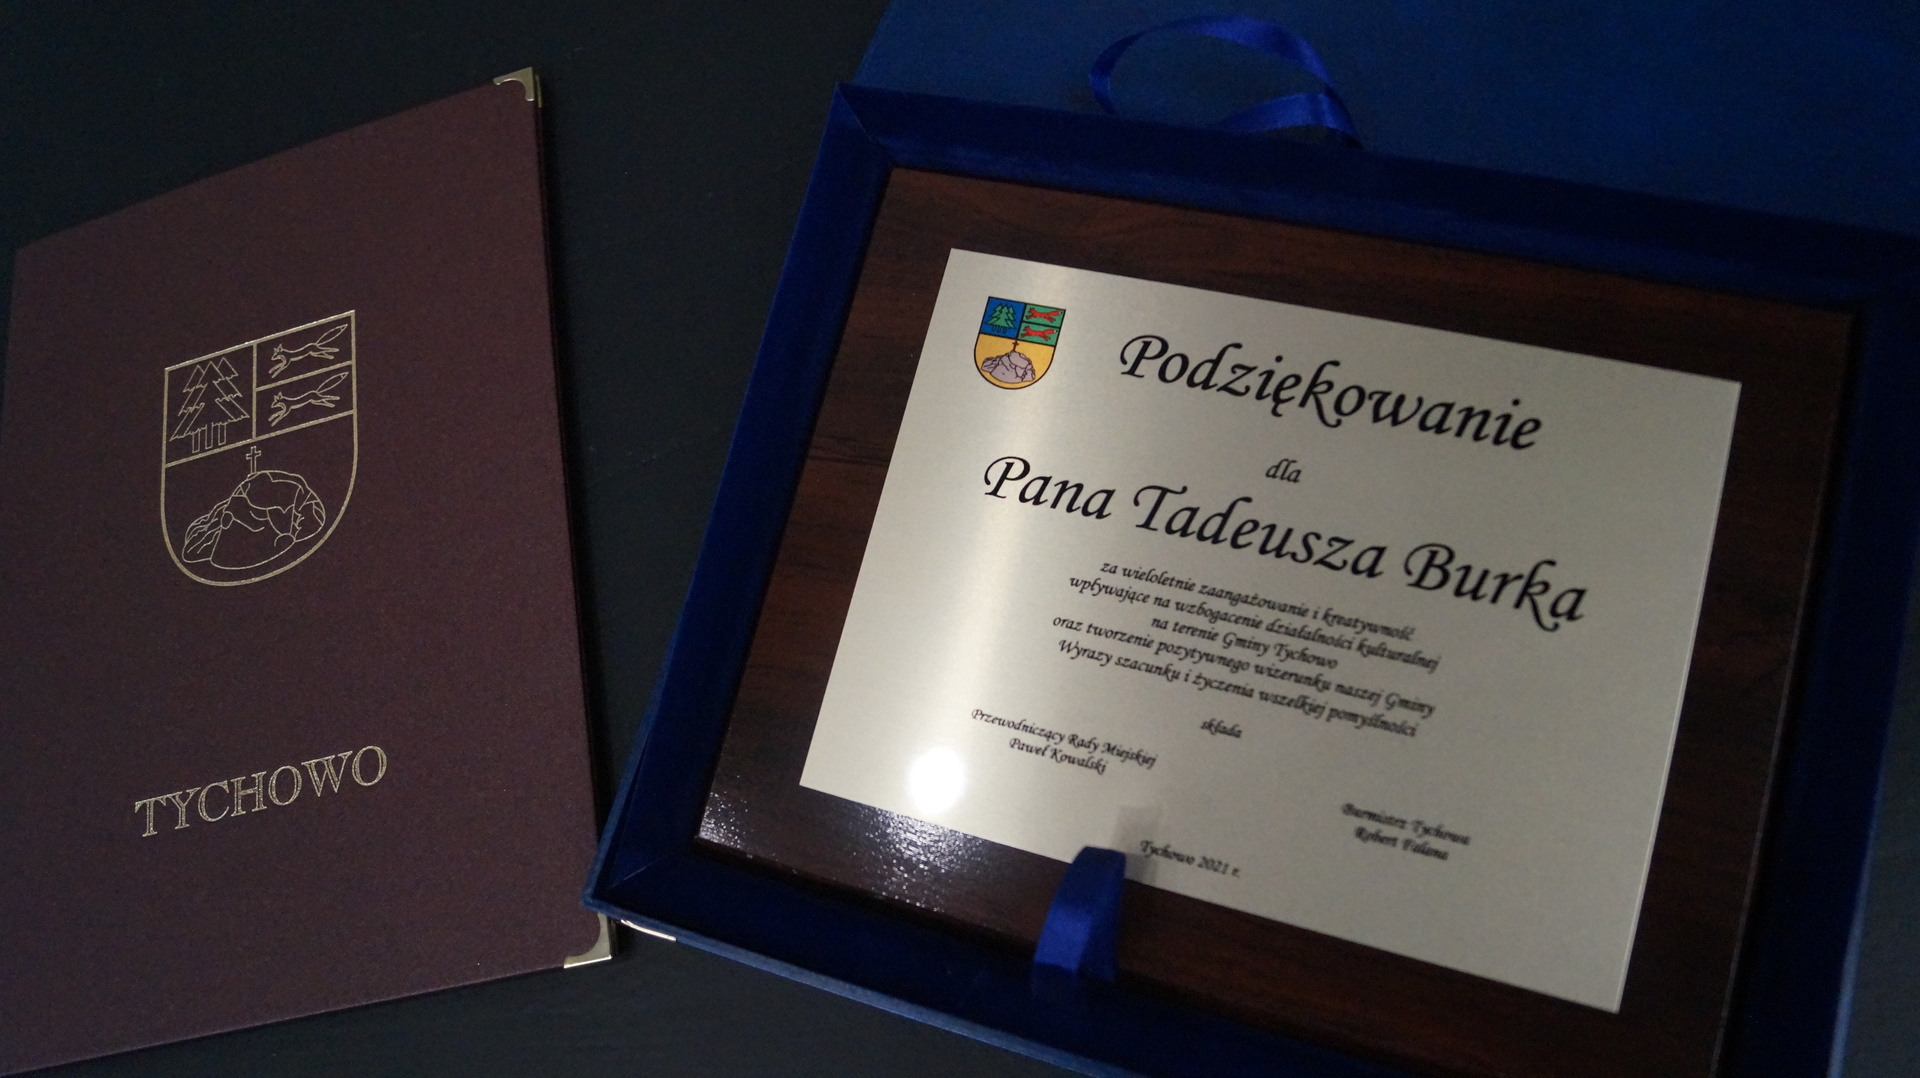 TYCHOWO
Podziękowanie
dla
Pana Tadeusza Burka
za wieloletnie zaangażowanie i kreatywność
wpływające na wzbogacenie działalności kulturalnej
na terenie Gminy Tychowo
oraz tworzenie pozytywnego wizerunku naszej Gminy
Wyrazy szacunku i życzenia wszelkiej pomyślności
składa
Przewodniczący Rady Miejskiej
Paweł Kowalski
Burmistrz Tychowa
Robert Falana
Tychowo 2021 r.